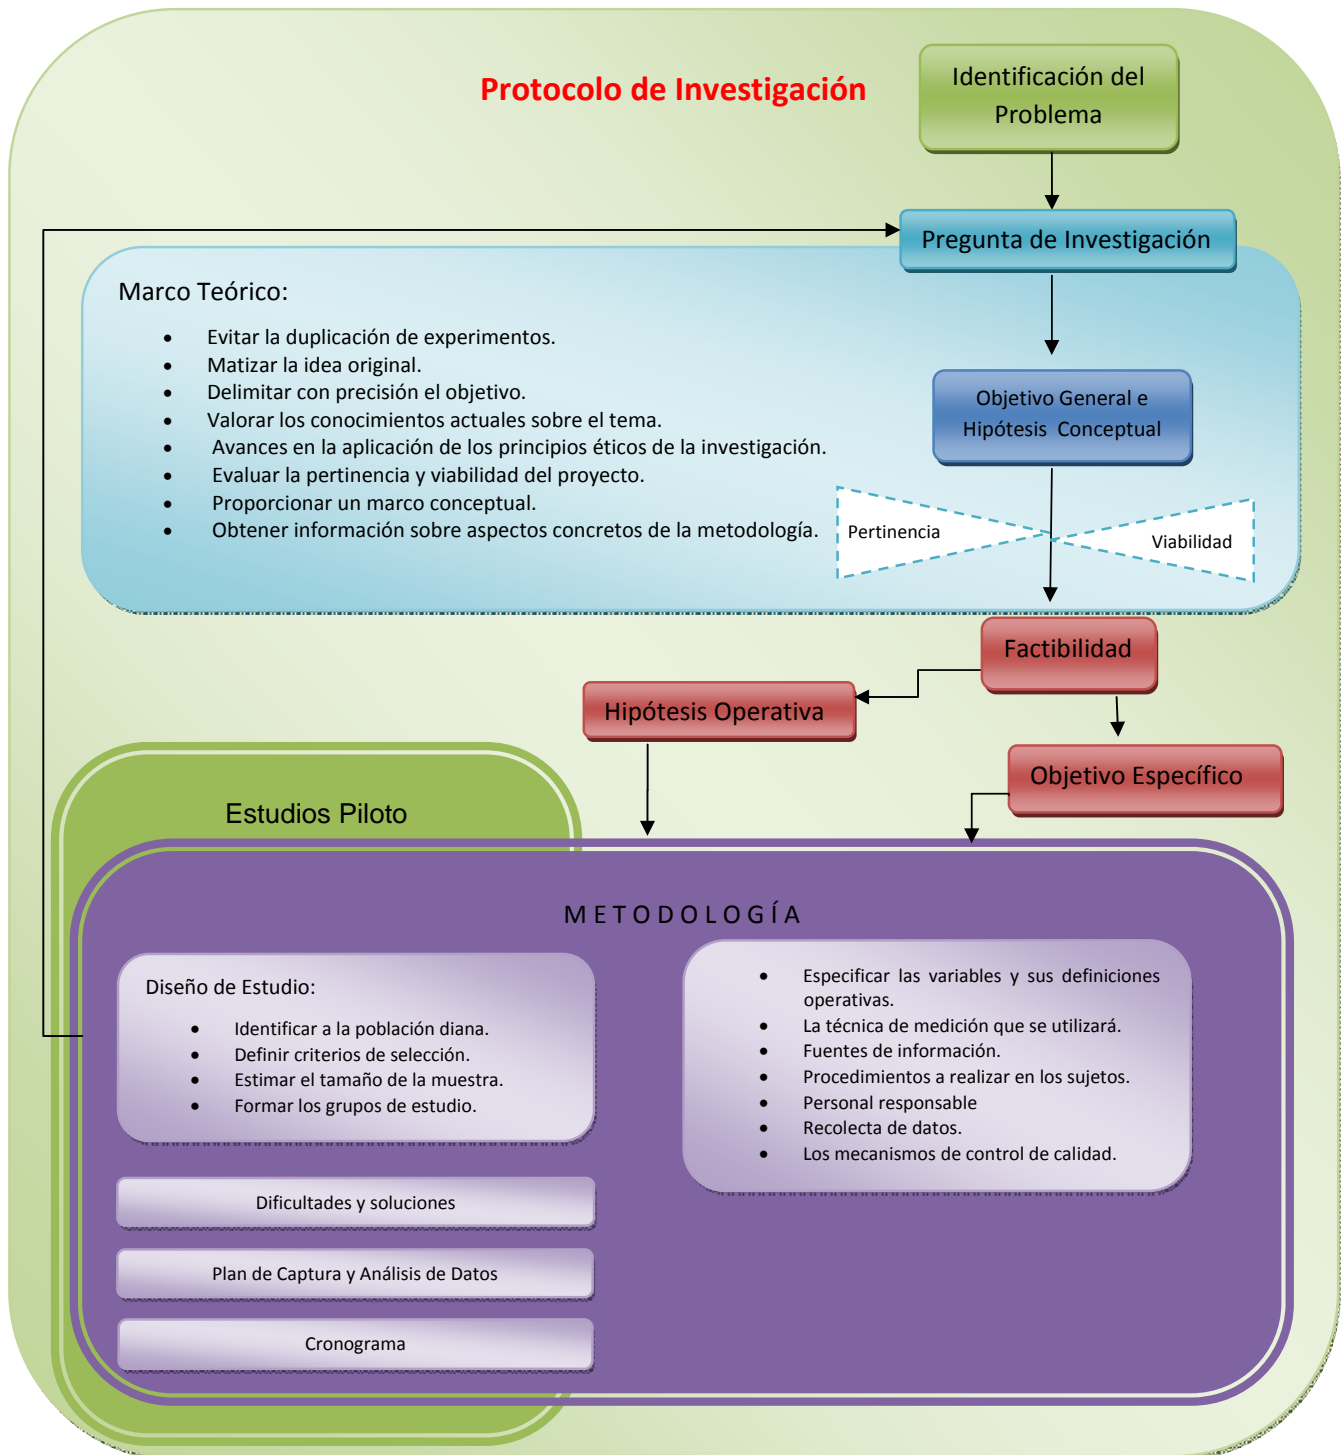 Protocolo de Investigación
Identificación del
Problema
Pregunta de Investigación
Marco Teórico:
• Evitar la duplicación de experimentos.
• Matizar la idea original.
• Delimitar con precisión el objetivo.
• Valorar los conocimientos actuales sobre el tema.
• Avances en la aplicación de los principios éticos de la investigación.
• Evaluar la pertinencia y viabilidad del proyecto.
• Proporcionar un marco conceptual.
• Obtener información sobre aspectos concretos de la metodología.
Objetivo General e
Hipótesis Conceptual
Pertinencia
Viabilidad
Factibilidad
Hipótesis Operativa
Objetivo Específico
Estudios Piloto
METODOLOGÍA
Diseño de Estudio:
• Identificar a la población diana.
• Definir criterios de selección.
• Estimar el tamaño de la muestra.
• Formar los grupos de estudio.
Dificultades y soluciones
Plan de Captura y Análisis de Datos
Cronograma
• Especificar las variables y sus definiciones
operativas.
• La técnica de medición que se utilizará.
• Fuentes de información.
• Procedimientos a realizar en los sujetos.
• Personal responsable
• Recolecta de datos.
• Los mecanismos de control de calidad.